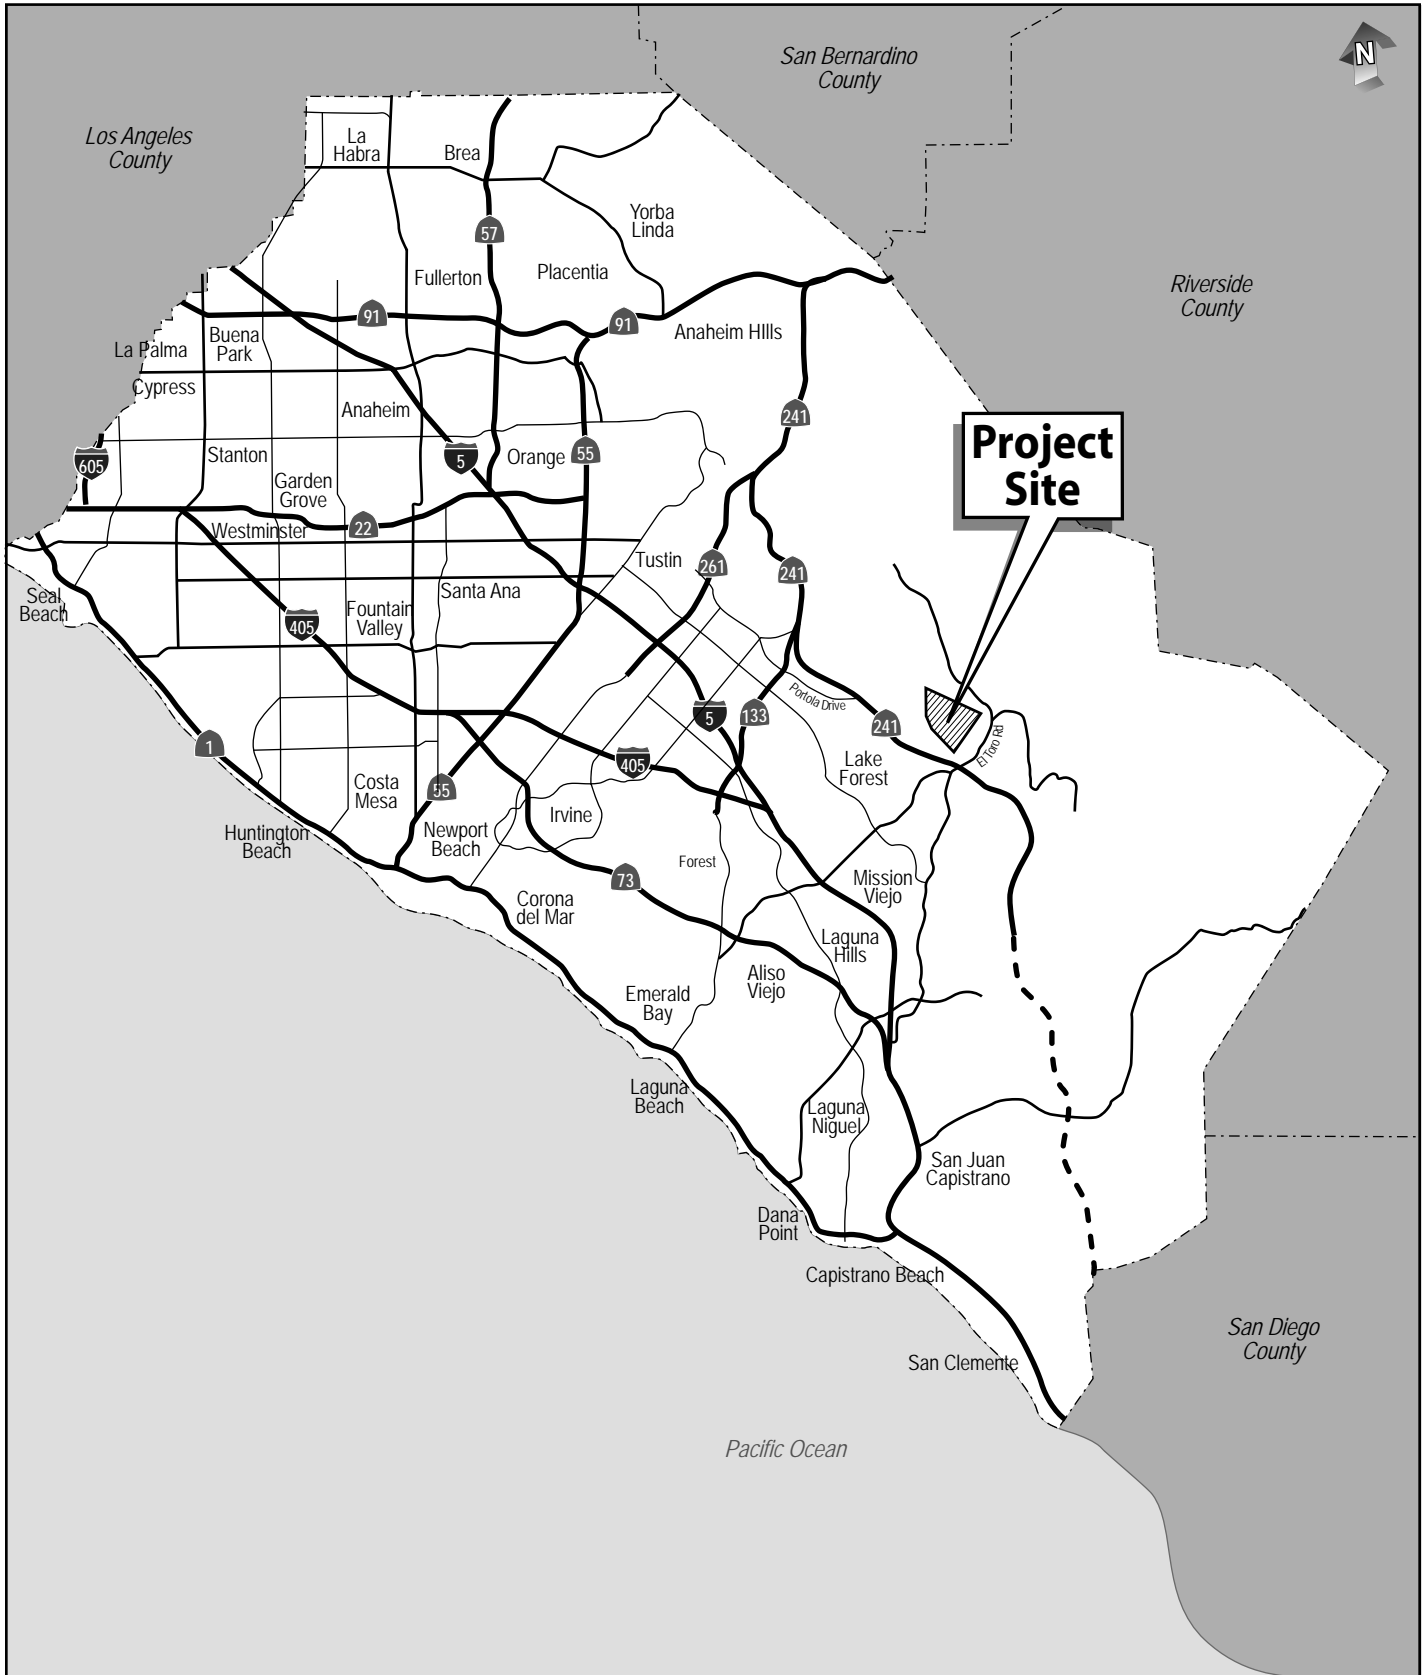 San Bernardino
County
N
Los Angeles
County
La
Habra
Brea
Yorba
Linda
57
Fullerton
Placentia
Riverside
County
91
91
Buena
Park
La Palma
Anaheim HIlls
Cypress
Anaheim
241
Project
Site
Stanton
605
5
Orange
55
Garden
Grove
22
Westminster
Tustin
261
241
Seal
Beach
Santa Ana
Fountain
Valley
405
Portola Drive
5
133
241
El Toro Rd
1
405
Lake
Forest
Costa
Mesa
55
Irvine
Newport
Beach
Huntington
Beach
Forest
73
Mission
Viejo
Corona
del Mar
Laguna
Hills
Aliso
Viejo
Emerald
Bay
Laguna
Beach
Laguna
Niguel
San Juan
Capistrano
Dana
Point
Capistrano Beach
San Diego
County
San Clemente
Pacific Ocean